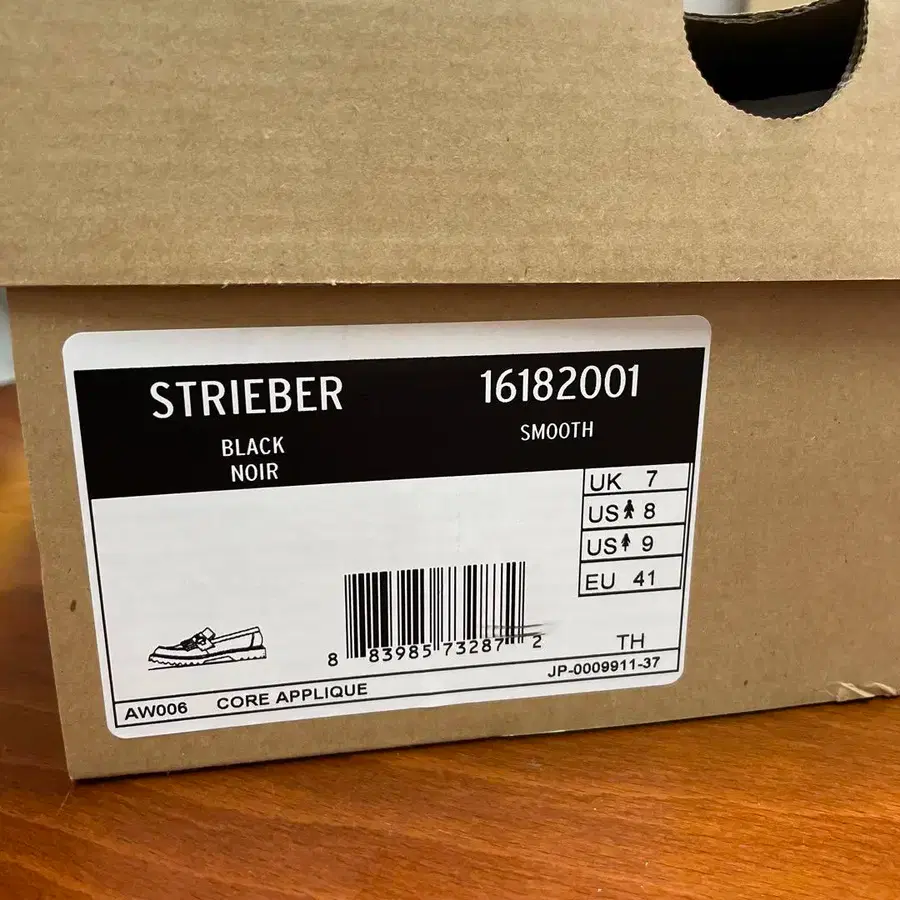 STRIEBER 16182001
BLACK SMOOTH
NOIR
UK 7
US 8
US 9
EU 41
8 83985 73287 2
TH
JP-0009911-37
AW006 CORE APPLIQUE